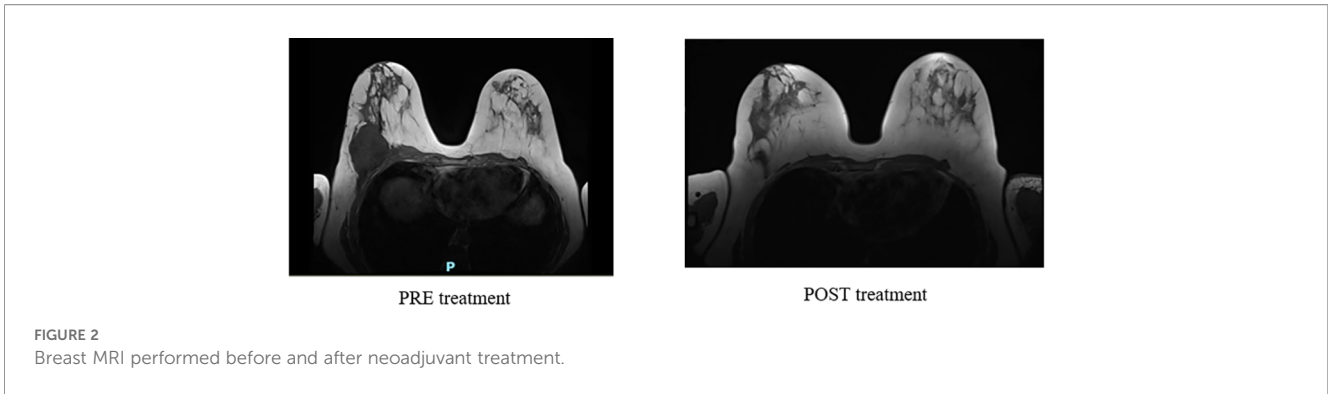 P
PRE treatment
POST treatment
FIGURE 2
Breast MRI performed before and after neoadjuvant treatment.